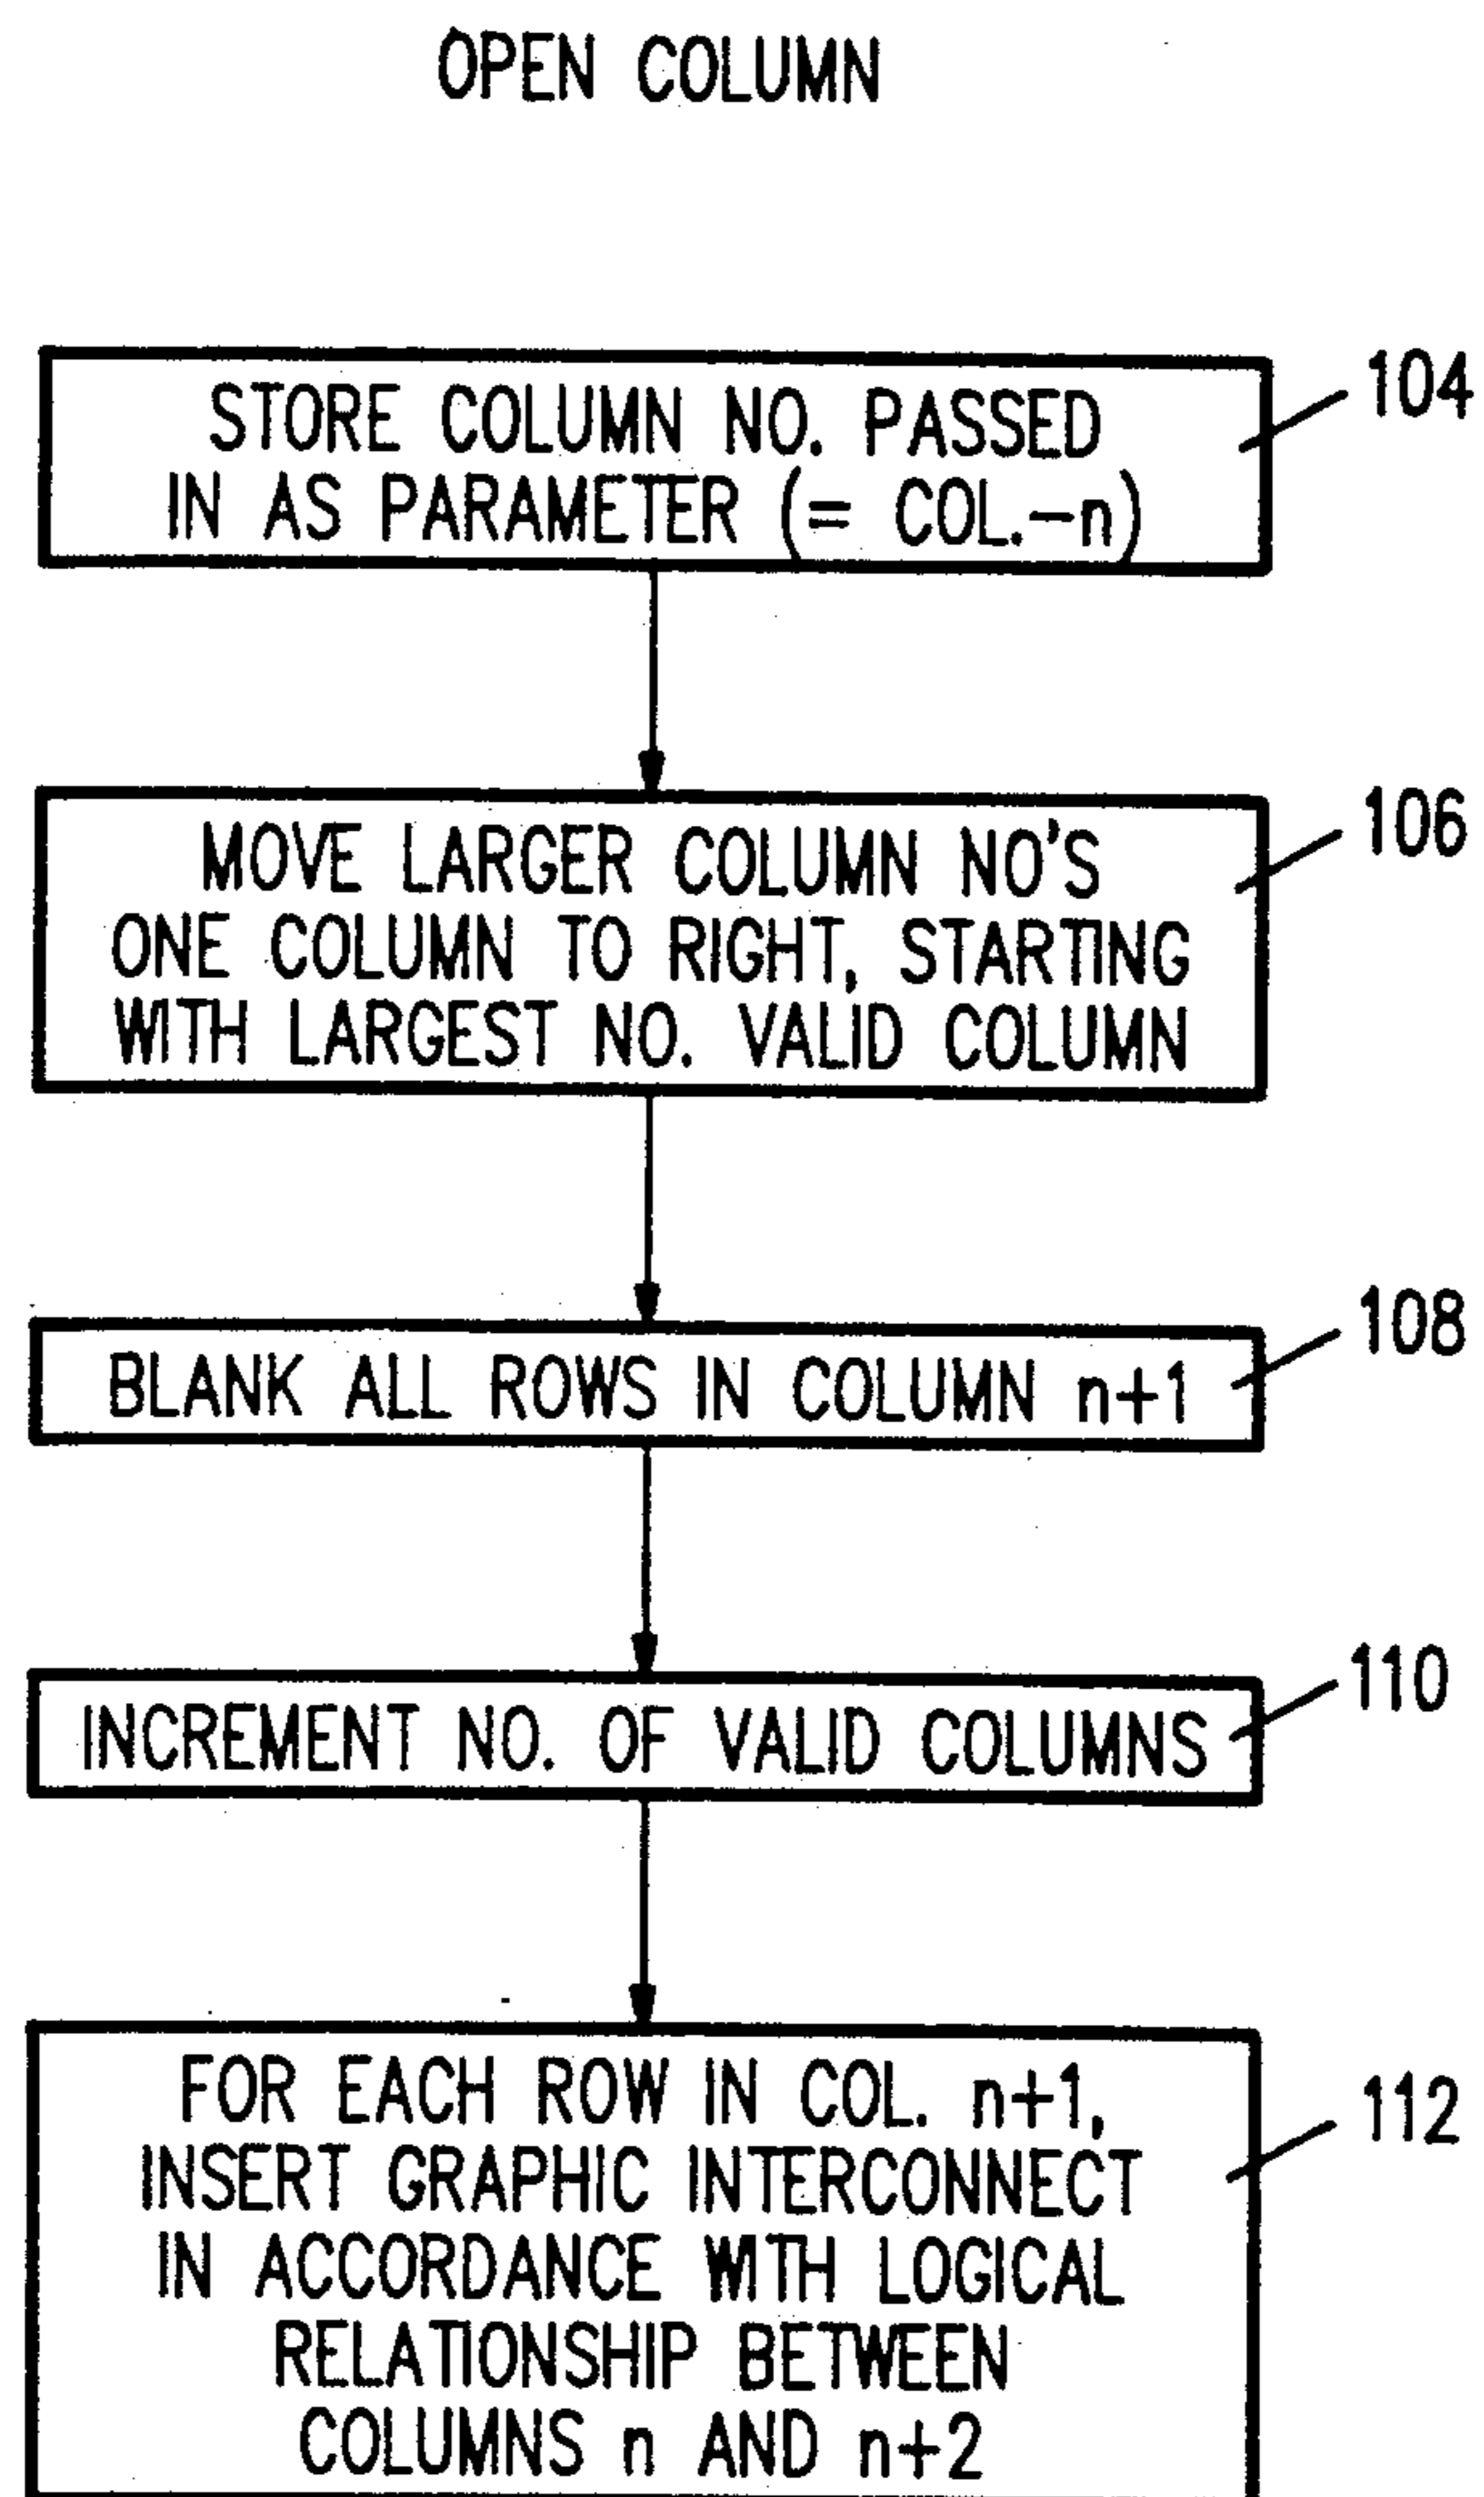 OPEN COLUMN
STORE COLUMN NO. PASSED
IN AS PARAMETER (= COL.-n)
104
MOVE LARGER COLUMN NO'S
ONE COLUMN TO RIGHT, STARTING
WITH LARGEST NO. VALID COLUMN
106
BLANK ALL ROWS IN COLUMN n+1
108
INCREMENT NO. OF VALID COLUMNS
110
FOR EACH ROW IN COL. n+1,
INSERT GRAPHIC INTERCONNECT
IN ACCORDANCE WITH LOGICAL
RELATIONSHIP BETWEEN
COLUMNS n AND n+2
112